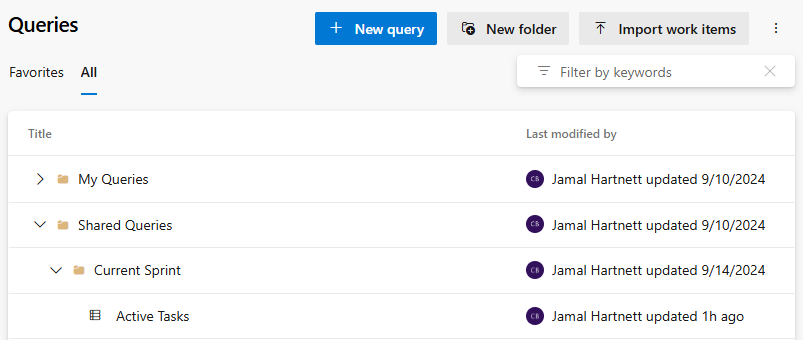 Queries
New query
New folder
Import work items
Favorites
All
Filter by keywords
Title
Last modified by
My Queries
CB
Jamal Hartnett updated 9/10/2024
Shared Queries
CB
Jamal Hartnett updated 9/10/2024
Current Sprint
CB
Jamal Hartnett updated 9/14/2024
Active Tasks
CB
Jamal Hartnett updated 1h ago